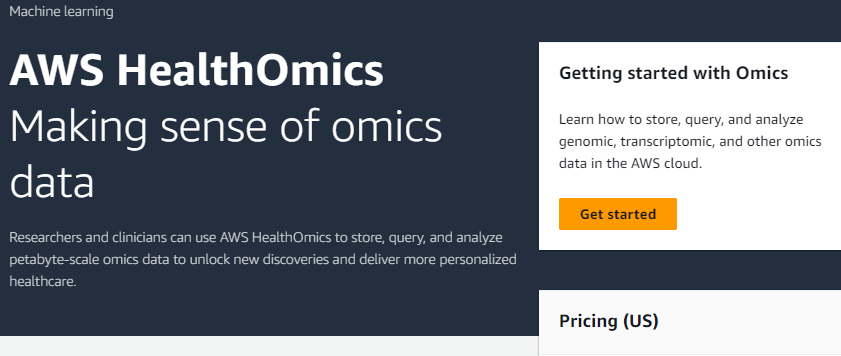 Machine learning
AWS HealthOmics
Making sense of omics
data
Researchers and clinicians can use AWS HealthOmics to store, query, and analyze
petabyte-scale omics data to unlock new discoveries and deliver more personalized
healthcare.
Getting started with Omics
Learn how to store, query, and analyze
genomic, transcriptomic, and other omics
data in the AWS cloud.
Get started
Pricing (US)